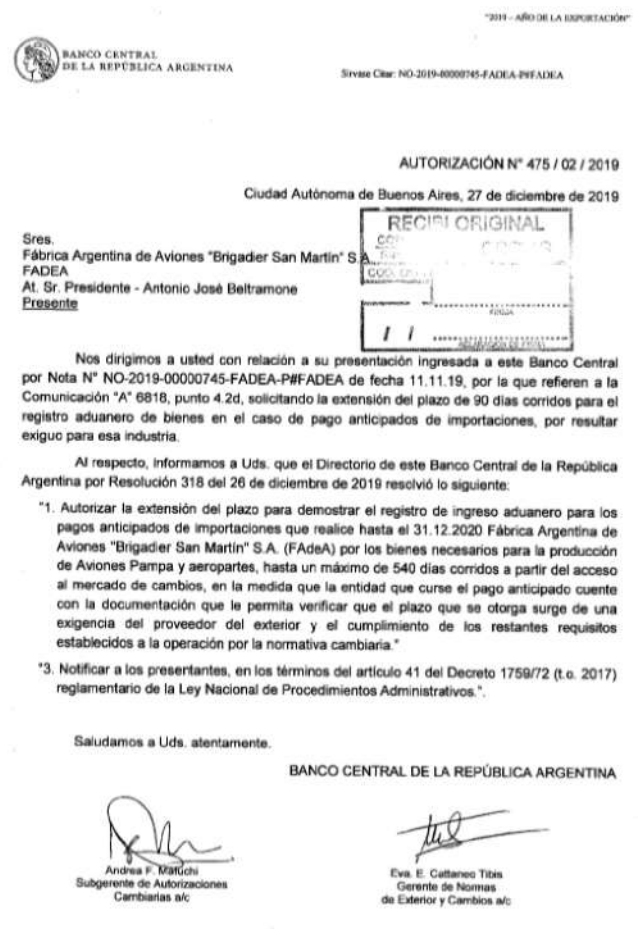 "2019 – AÑO DE LA EXPORTACIÓN"
BANCO CENTRAL
DE LA REPÚBLICA ARGENTINA
Sírvase Citar: NO-2019-00000745-FADEA-P#FADEA
AUTORIZACIÓN N° 475 / 02 / 2019
Ciudad Autónoma de Buenos Aires, 27 de diciembre de 2019
RECIBI ORIGINAL
Sres.
Fábrica Argentina de Aviones "Brigadier San Martín" S.A.
FADEA
At. Sr. Presidente - Antonio José Beltramone
Presente
/ /
Nos dirigimos a usted con relación a su presentación ingresada a este Banco Central
por Nota N° NO-2019-00000745-FADEA-P#FADEA de fecha 11.11.19, por la que refieren a la
Comunicación "A" 6818, punto 4.2d, solicitando la extensión del plazo de 90 días corridos para el
registro aduanero de bienes en el caso de pago anticipados de importaciones, por resultar
exiguo para esa industria.
Al respecto, informamos a Uds. que el Directorio de este Banco Central de la República
Argentina por Resolución 318 del 26 de diciembre de 2019 resolvió lo siguiente:
"1. Autorizar la extensión del plazo para demostrar el registro de ingreso aduanero para los
pagos anticipados de importaciones que realice hasta el 31.12.2020 Fábrica Argentina de
Aviones "Brigadier San Martín" S.A. (FAdeA) por los bienes necesarios para la producción
de Aviones Pampa y aeropartes, hasta un máximo de 540 días corridos a partir del acceso
al mercado de cambios, en la medida que la entidad que curse el pago anticipado cuente
con la documentación que le permita verificar que el plazo que se otorga surge de una
exigencia del proveedor del exterior y el cumplimiento de los restantes requisitos
establecidos a la operación por la normativa cambiaria."
"3. Notificar a los presentantes, en los términos del artículo 41 del Decreto 1759/72 (t.o. 2017)
reglamentario de la Ley Nacional de Procedimientos Administrativos.".
Saludamos a Uds. atentamente.
BANCO CENTRAL DE LA REPÚBLICA ARGENTINA
Andrea F. Matuchi
Subgerente de Autorizaciones
Cambiarias a/c
Eva. E. Cattaneo Tibis
Gerente de Normas
de Exterior y Cambios a/c